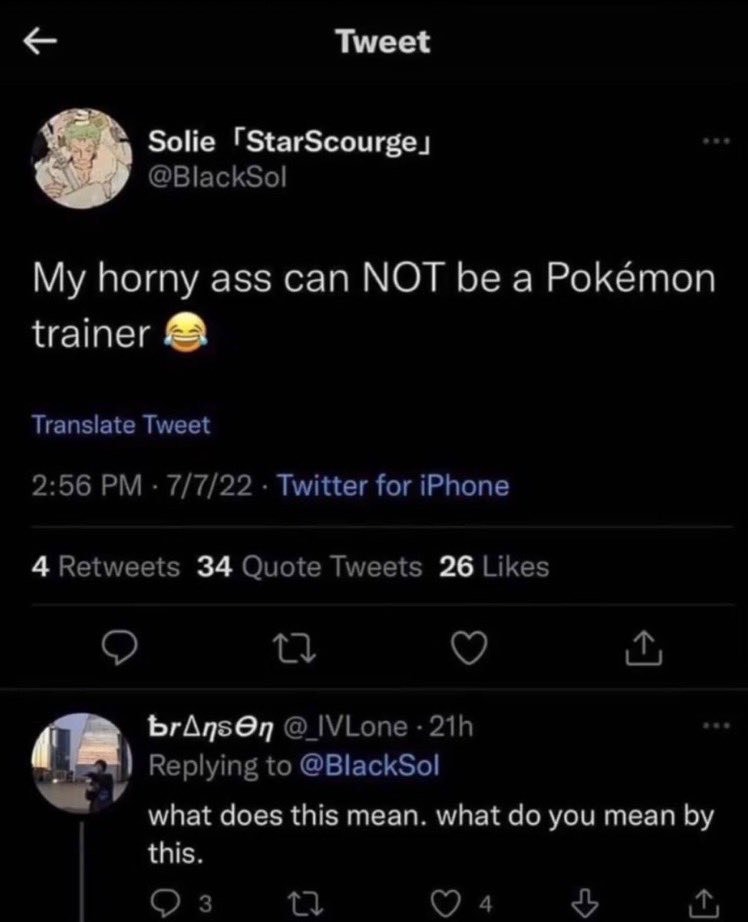 Tweet
Solie「StarScourge」
@BlackSol
My horny ass can NOT be a Pokémon
trainer 😂
Translate Tweet
2:56 PM · 7/7/22 · Twitter for iPhone
4 Retweets 34 Quote Tweets 26 Likes
ѢrΔηsӨη @_IVLone · 21h
Replying to @BlackSol
what does this mean. what do you mean by
this.
3 4